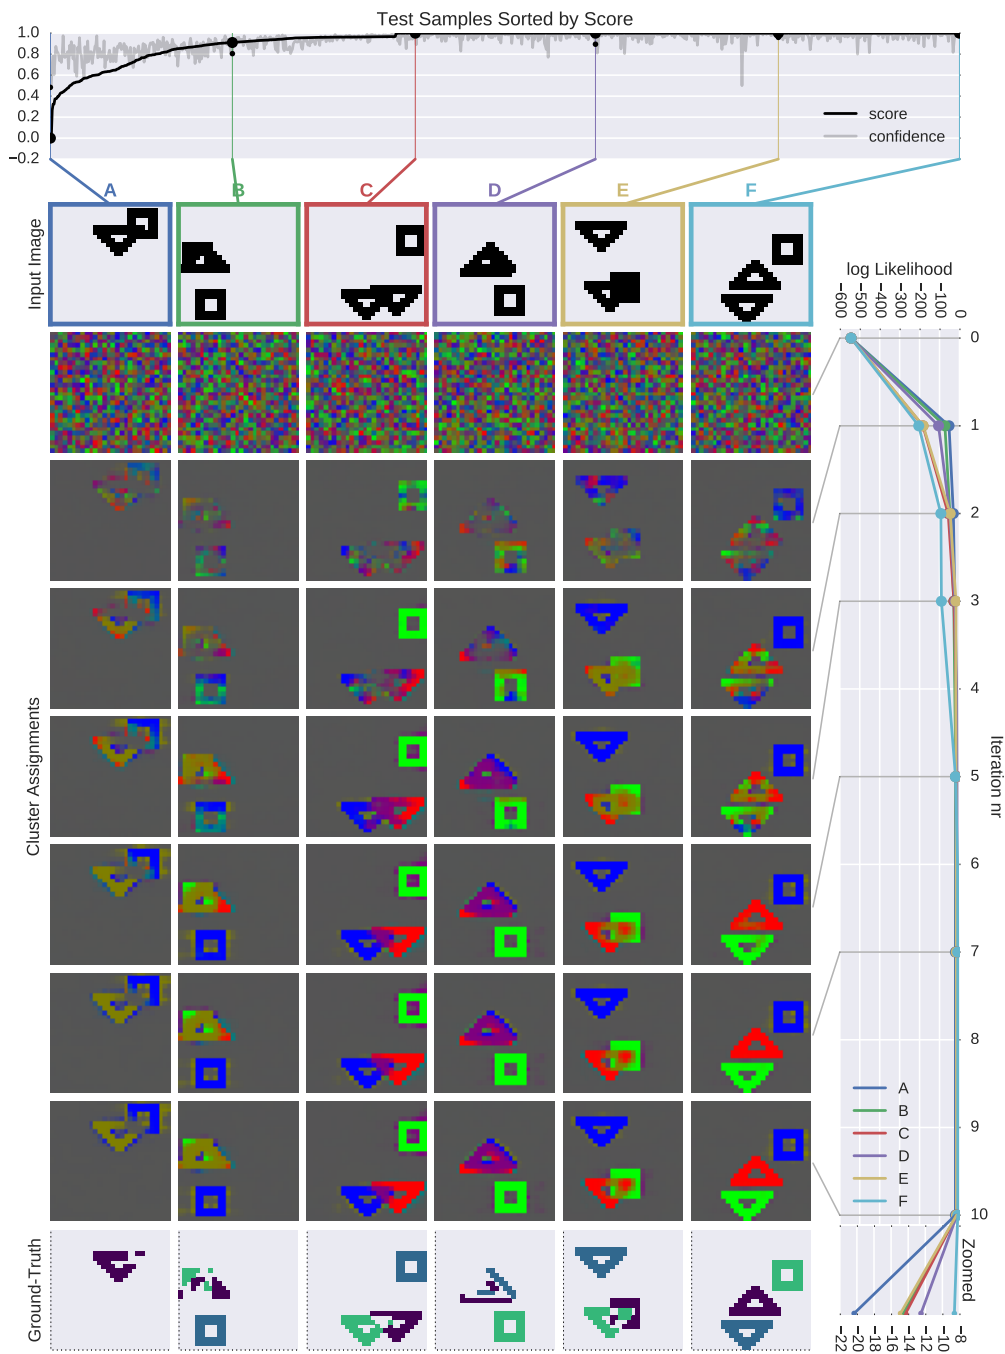 Test Samples Sorted by Score
1.0
0.8
0.6
0.4
0.2
0.0
−0.2
score
confidence
A B C D E F
Input Image
log Likelihood
−600 −500 −400 −300 −200 −100 0
0
1
2
3
4
5
6
7
8
9
10
Iteration nr
Cluster Assignments
A
B
C
D
E
F
Ground-Truth
Zoomed
−22 −20 −18 −16 −14 −12 −10 −8